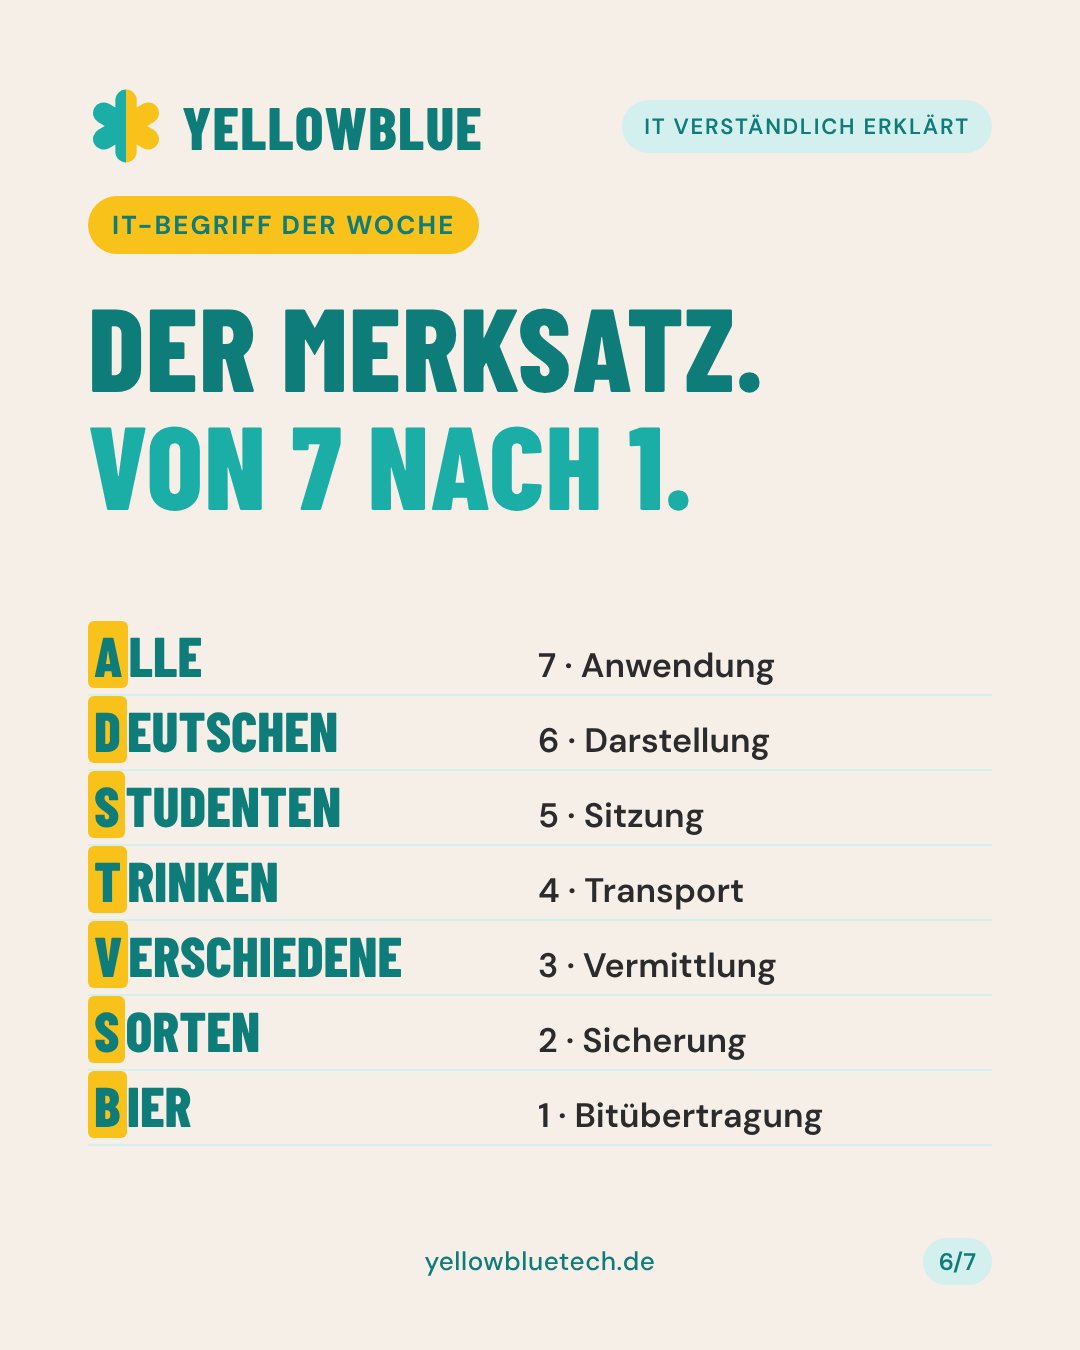 YELLOWBLUE
IT VERSTÄNDLICH ERKLÄRT
IT-BEGRIFF DER WOCHE
DER MERKSATZ.
VON 7 NACH 1.
ALLE 7 · Anwendung
DEUTSCHEN 6 · Darstellung
STUDENTEN 5 · Sitzung
TRINKEN 4 · Transport
VERSCHIEDENE 3 · Vermittlung
SORTEN 2 · Sicherung
BIER 1 · Bitübertragung
yellowbluetech.de
6/7